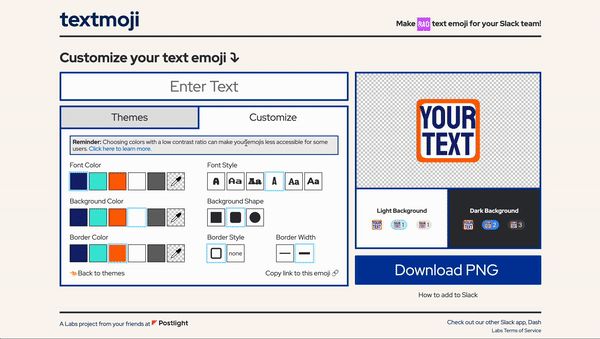 textmoji
Make RAD text emoji for your Slack team!
Customize your text emoji ⤵
Enter Text
Themes
Customize
Reminder: Choosing colors with a low contrast ratio can make your emojis less accessible for some
users. Click here to learn more.
Font Color
Font Style
A Aa Aa A Aa Aa
Background Color
Background Shape
Border Color
Border Style
none
Border Width
Back to themes
Copy link to this emoji
YOUR
TEXT
Light Background
1 1
Dark Background
2 3
Download PNG
How to add to Slack
A Labs project from your friends at Postlight
Check out our other Slack app, Dash
Labs Terms of Service